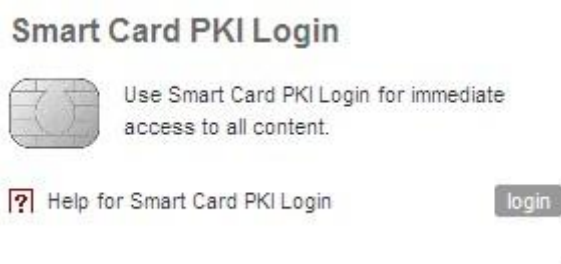 Smart Card PKI Login
Use Smart Card PKI Login for immediate
access to all content.
? Help for Smart Card PKI Login
login